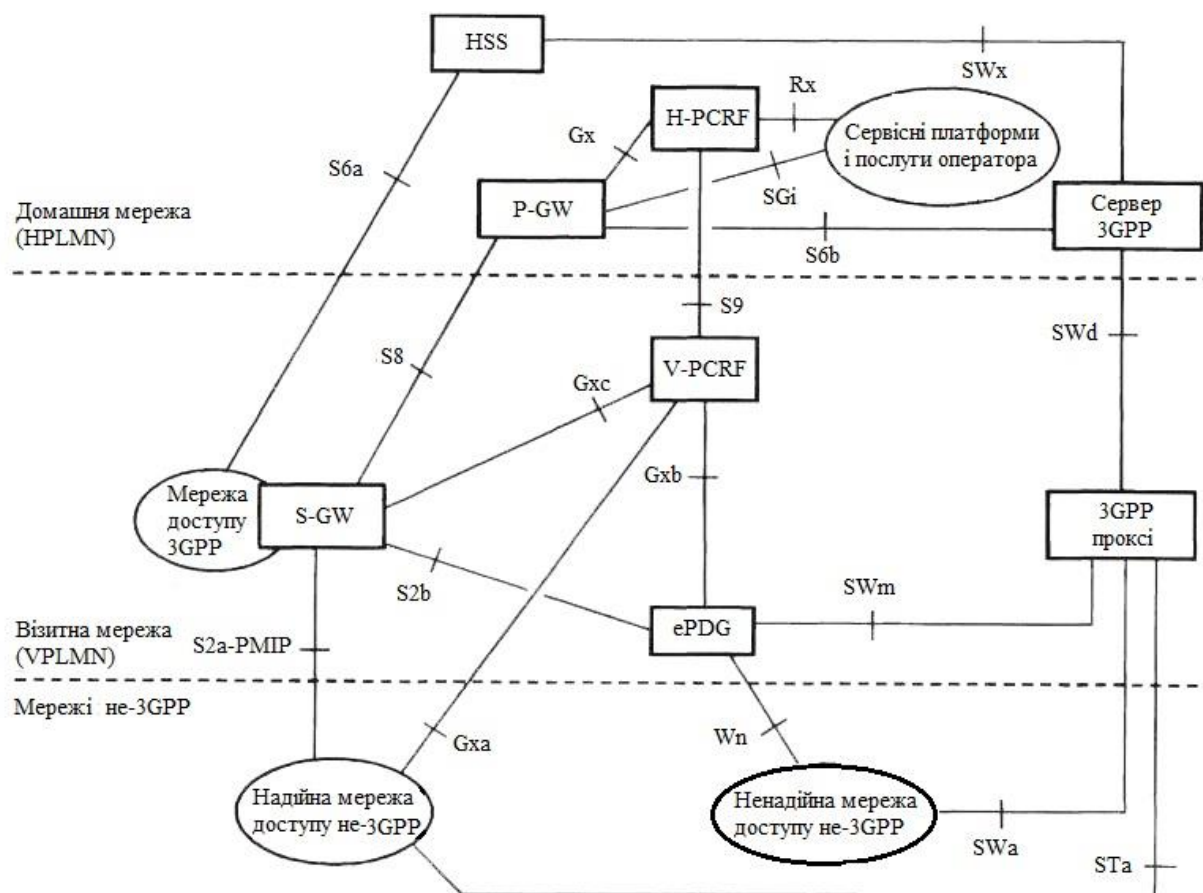 HSS
SWx
Rx
H-PCRF
Gx
Сервісні платформи
і послуги оператора
S6a
SGi
P-GW
Сервер
3GPP
Домашня мережа
(HPLMN)
S6b
S9
SWd
S8
V-PCRF
Gxc
Gxb
Мережа
доступу
3GPP
S-GW
3GPP
проксі
S2b
SWm
ePDG
Візитна мережа
(VPLMN)
S2a-PMIP
Мережі не-3GPP
Gxa
Wn
Надійна мережа
доступу не-3GPP
Ненадійна мережа
доступу не-3GPP
SWa
STa